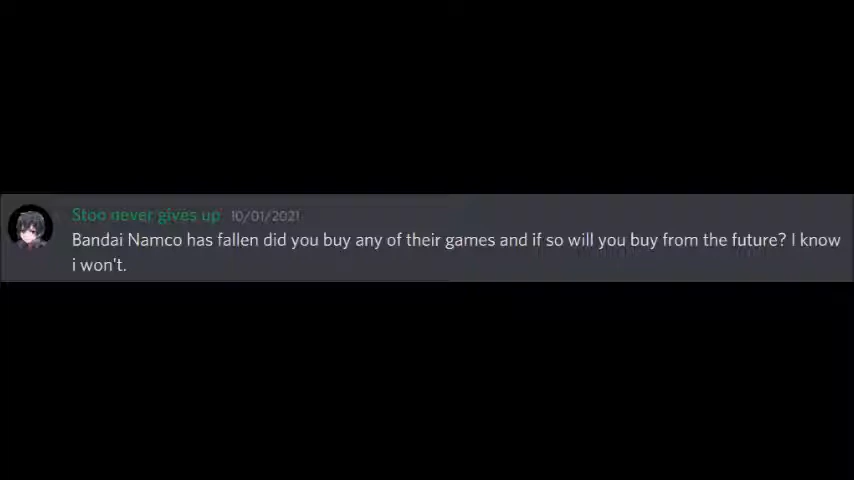 Stoo never gives up 10/01/2021
Bandai Namco has fallen did you buy any of their games and if so will you buy from the future? I know
i won't.